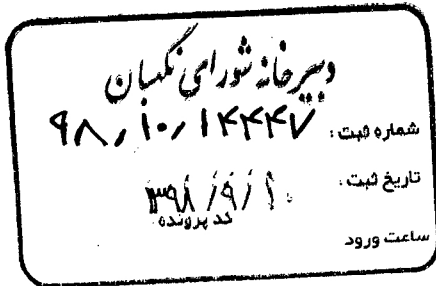 دبیرخانه شورای نگهبان
شماره ثبت: ۹۸/۱۰/۱۴۴۴۷
تاریخ ثبت: ۱۳۹۸/۹/۱۰
کد پرونده:
ساعت ورود